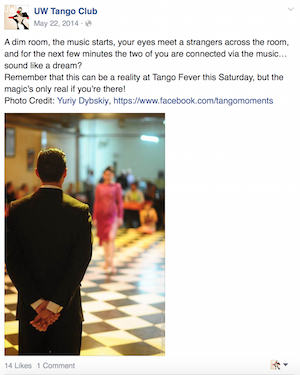 UW Tango Club
May 22, 2014 ·
A dim room, the music starts, your eyes meet a strangers across the room,
and for the next few minutes the two of you are connected via the music…
sound like a dream?
Remember that this can be a reality at Tango Fever this Saturday, but the
magic's only real if you're there!
Photo Credit: Yuriy Dybskiy, https://www.facebook.com/tangomoments
14 Likes 1 Comment